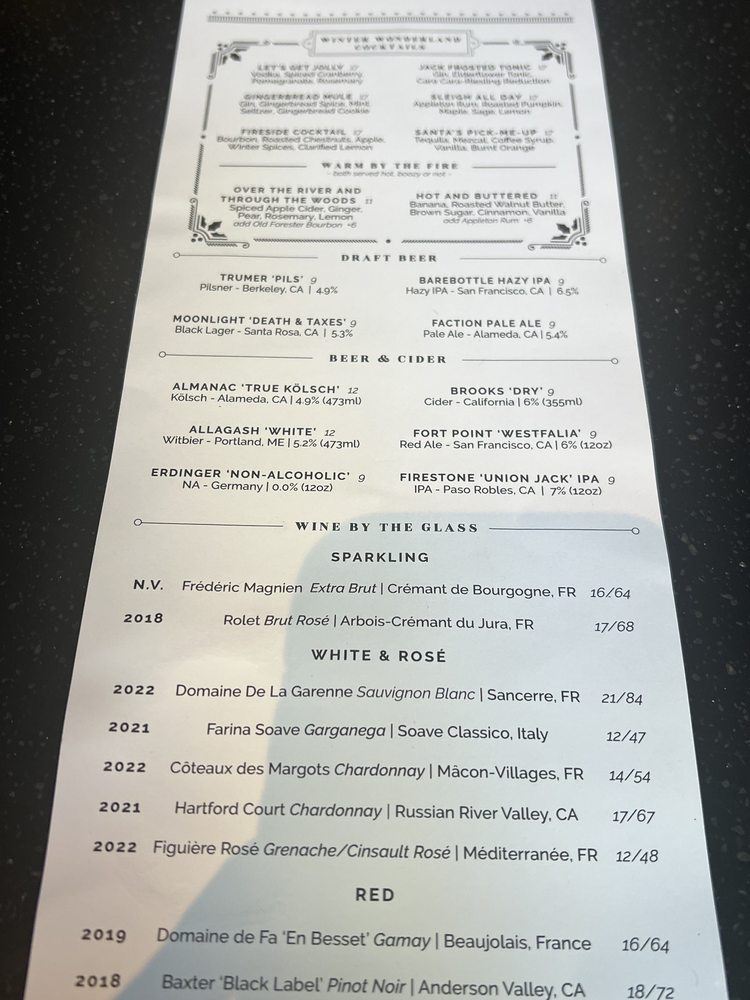 WINTER WONDERLAND
COCKTAILS
LET'S GET JOLLY 17
Vodka, Spiced Cranberry,
Pomegranate, Rosemary
JACK FROSTED TONIC 17
Gin, Elderflower Tonic,
Cara Cara-Riesling Reduction
GINGERBREAD MULE 17
Gin, Gingerbread Spice, Mint,
Seltzer, Gingerbread Cookie
SLEIGH ALL DAY 17
Appleton Rum, Roasted Pumpkin,
Maple, Sage, Lemon
FIRESIDE COCKTAIL 17
Bourbon, Roasted Chestnuts, Apple,
Winter Spices, Clarified Lemon
SANTA'S PICK-ME-UP 17
Tequila, Mezcal, Coffee Syrup,
Vanilla, Burnt Orange
WARM BY THE FIRE
- both served hot, boozy or not -
OVER THE RIVER AND
THROUGH THE WOODS 11
Spiced Apple Cider, Ginger,
Pear, Rosemary, Lemon
add Old Forester Bourbon +6
HOT AND BUTTERED 11
Banana, Roasted Walnut Butter,
Brown Sugar, Cinnamon, Vanilla
add Appleton Rum +6
DRAFT BEER
TRUMER 'PILS' 9
Pilsner - Berkeley, CA | 4.9%
BAREBOTTLE HAZY IPA 9
Hazy IPA - San Francisco, CA | 6.5%
MOONLIGHT 'DEATH & TAXES' 9
Black Lager - Santa Rosa, CA | 5.3%
FACTION PALE ALE 9
Pale Ale - Alameda, CA | 5.4%
BEER & CIDER
ALMANAC 'TRUE KÖLSCH' 12
Kölsch - Alameda, CA | 4.9% (473ml)
BROOKS 'DRY' 9
Cider - California | 6% (355ml)
ALLAGASH 'WHITE' 12
Witbier - Portland, ME | 5.2% (473ml)
FORT POINT 'WESTFALIA' 9
Red Ale - San Francisco, CA | 6% (12oz)
ERDINGER 'NON-ALCOHOLIC' 9
NA - Germany | 0.0% (12oz)
FIRESTONE 'UNION JACK' IPA 9
IPA - Paso Robles, CA | 7% (12oz)
WINE BY THE GLASS
SPARKLING
N.V. Frédéric Magnien Extra Brut | Crémant de Bourgogne, FR 16/64
2018 Rolet Brut Rosé | Arbois-Crémant du Jura, FR 17/68
WHITE & ROSÉ
2022 Domaine De La Garenne Sauvignon Blanc | Sancerre, FR 21/84
2021 Farina Soave Garganega | Soave Classico, Italy 12/47
2022 Côteaux des Margots Chardonnay | Mâcon-Villages, FR 14/54
2021 Hartford Court Chardonnay | Russian River Valley, CA 17/67
2022 Figuière Rosé Grenache/Cinsault Rosé | Méditerranée, FR 12/48
RED
2019 Domaine de Fa 'En Besset' Gamay | Beaujolais, France 16/64
2018 Baxter 'Black Label' Pinot Noir | Anderson Valley, CA 18/72